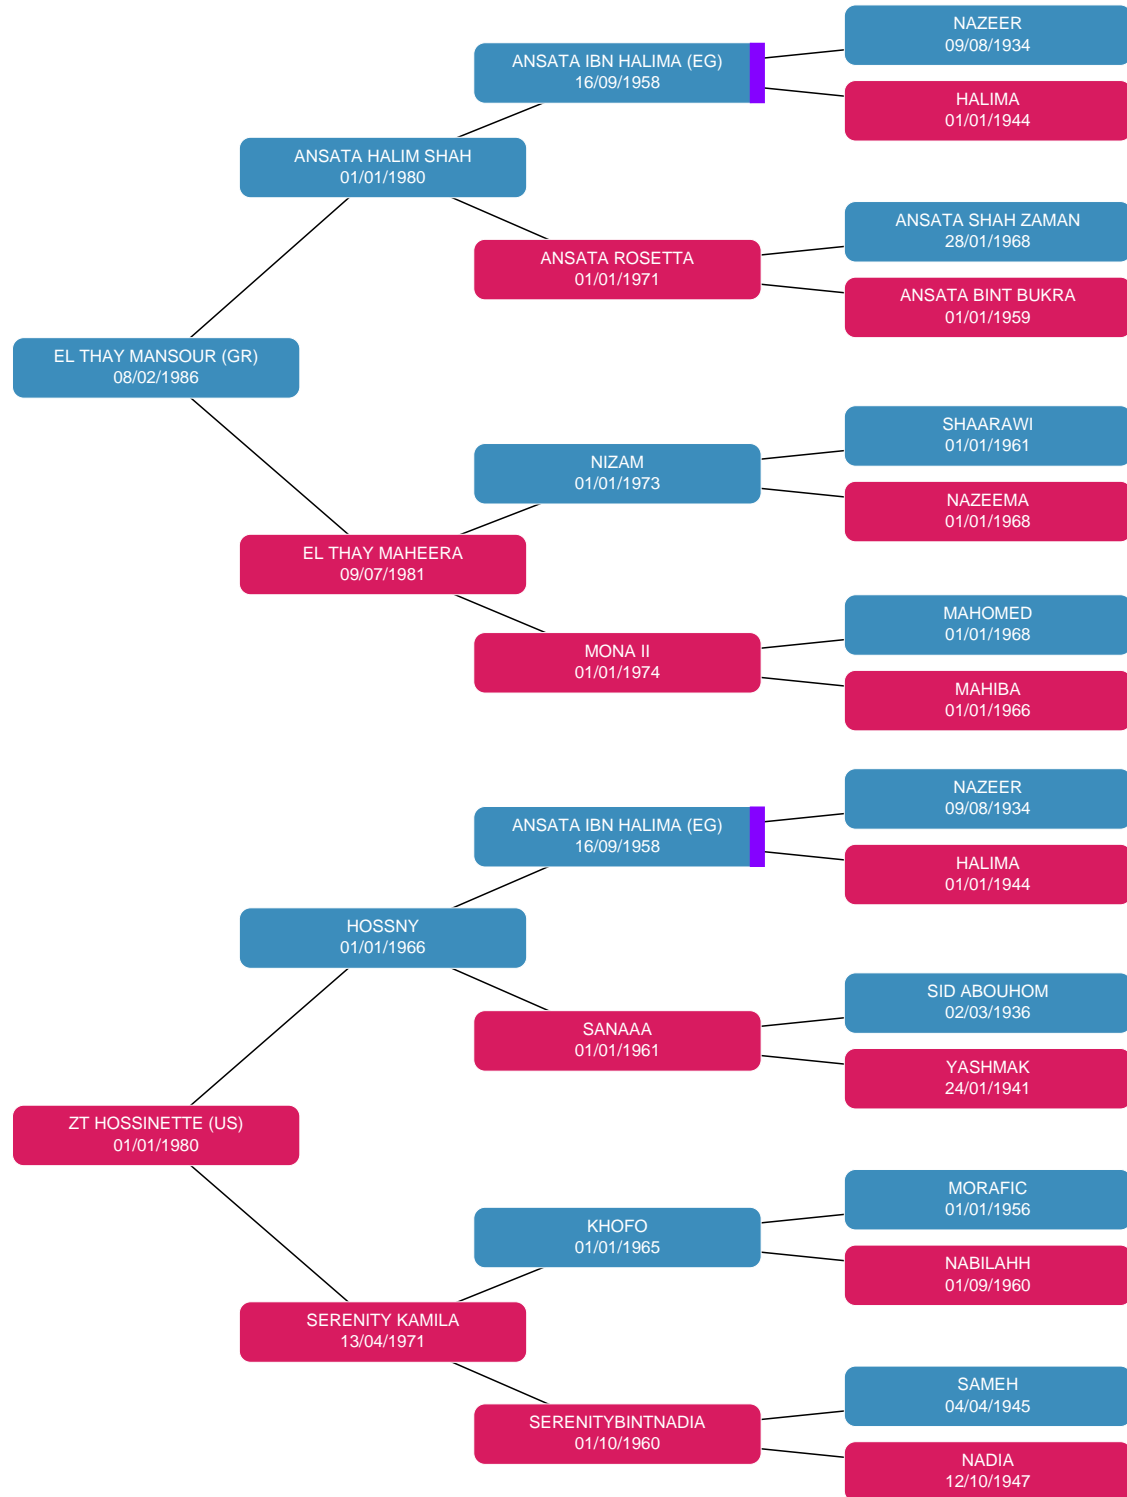 NAZEER
09/08/1934
ANSATA IBN HALIMA (EG)
16/09/1958
HALIMA
01/01/1944
ANSATA HALIM SHAH
01/01/1980
ANSATA SHAH ZAMAN
28/01/1968
ANSATA ROSETTA
01/01/1971
ANSATA BINT BUKRA
01/01/1959
EL THAY MANSOUR (GR)
08/02/1986
SHAARAWI
01/01/1961
NIZAM
01/01/1973
NAZEEMA
01/01/1968
EL THAY MAHEERA
09/07/1981
MAHOMED
01/01/1968
MONA II
01/01/1974
MAHIBA
01/01/1966
NAZEER
09/08/1934
ANSATA IBN HALIMA (EG)
16/09/1958
HALIMA
01/01/1944
HOSSNY
01/01/1966
SID ABOUHOM
02/03/1936
SANAAA
01/01/1961
YASHMAK
24/01/1941
ZT HOSSINETTE (US)
01/01/1980
MORAFIC
01/01/1956
KHOFO
01/01/1965
NABILAHH
01/09/1960
SERENITY KAMILA
13/04/1971
SAMEH
04/04/1945
SERENITYBINTNADIA
01/10/1960
NADIA
12/10/1947